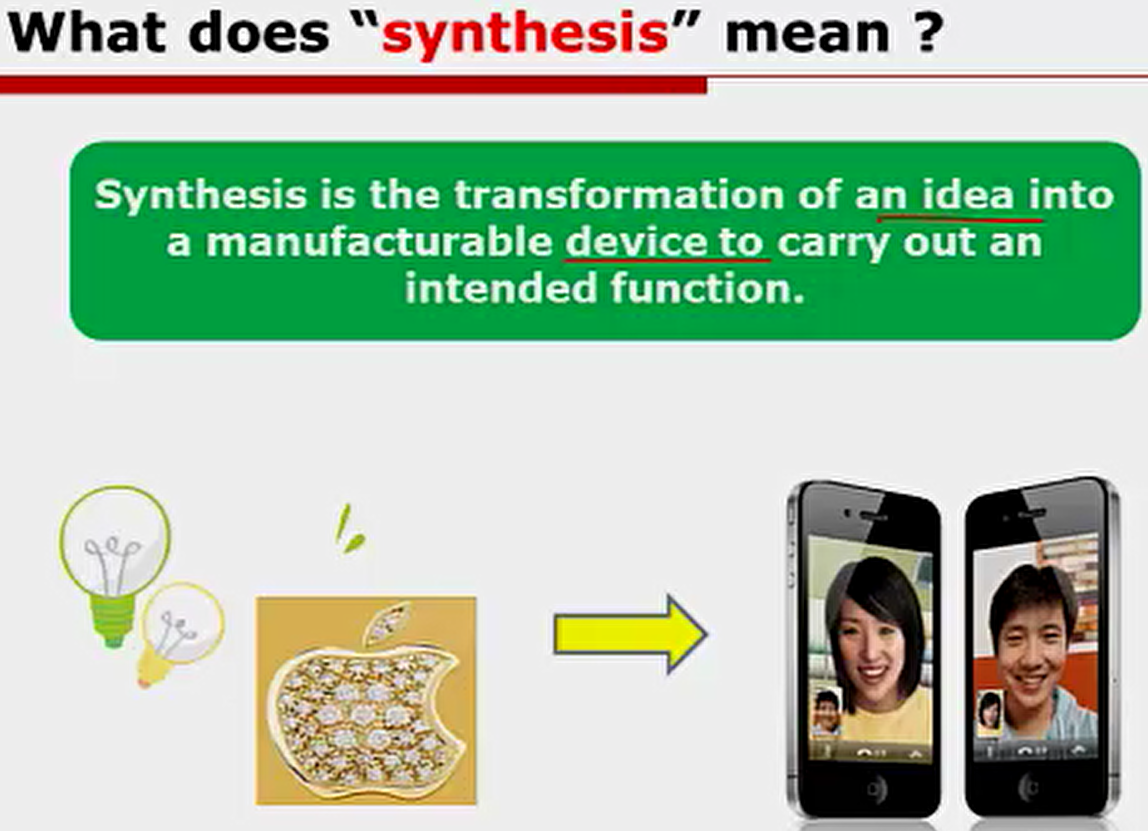 What does “synthesis” mean ?
Synthesis is the transformation of an idea into
a manufacturable device to carry out an
intended function.